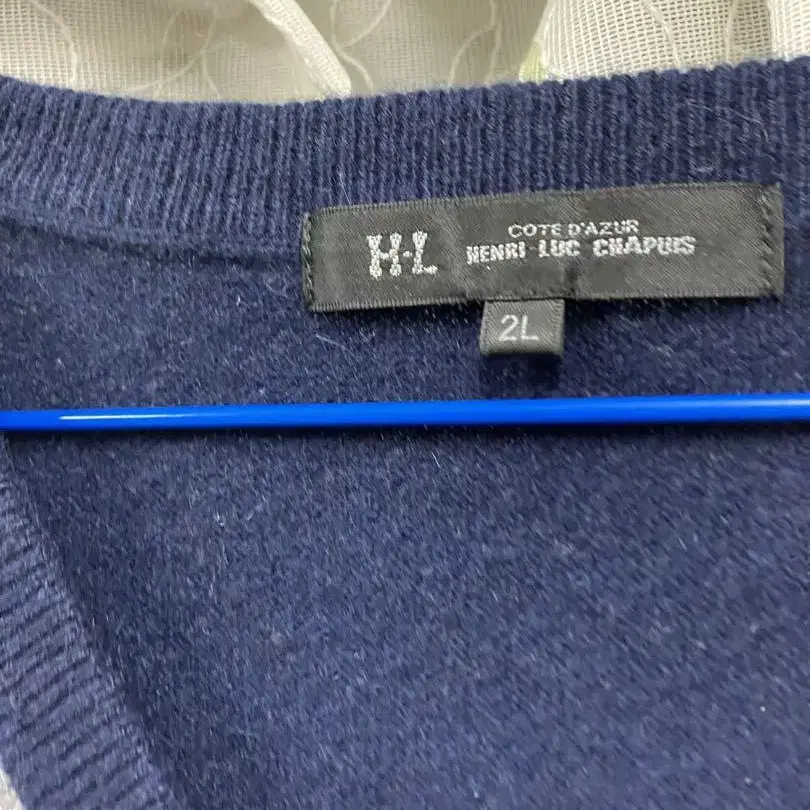 H·L
COTE D'AZUR
HENRI·LUC CHAPUIS
2L